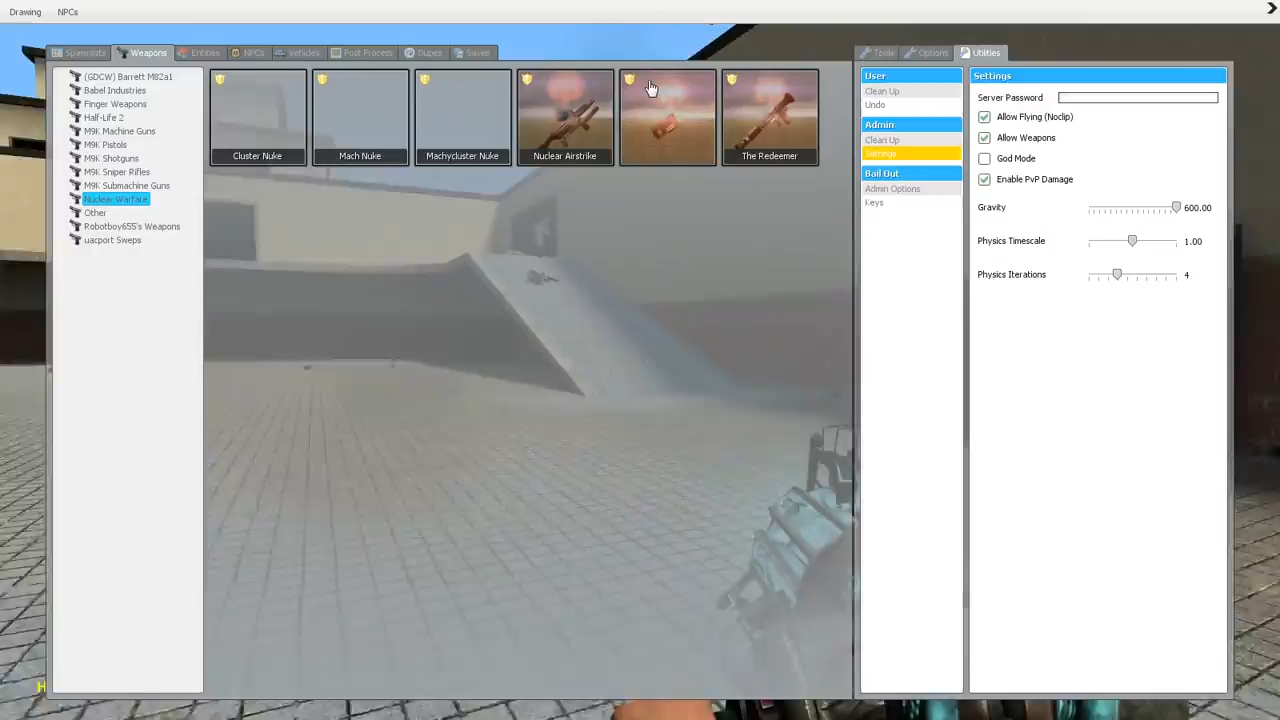 Drawing NPCs
Spawnlists Weapons Entities NPCs Vehicles Post Process Dupes Saves
Tools Options Utilities
(GDCW) Barrett M82a1
Babel Industries
Finger Weapons
Half-Life 2
M9K Machine Guns
M9K Pistols
M9K Shotguns
M9K Sniper Rifles
M9K Submachine Guns
Nuclear Warfare
Other
Robotboy655's Weapons
uacport Sweps
Cluster Nuke
Mach Nuke
Machycluster Nuke
Nuclear Airstrike
The Redeemer
User
Clean Up
Undo
Admin
Clean Up
Settings
Bail Out
Admin Options
Keys
Settings
Server Password
Allow Flying (Noclip)
Allow Weapons
God Mode
Enable PvP Damage
Gravity 600.00
Physics Timescale 1.00
Physics Iterations 4
H